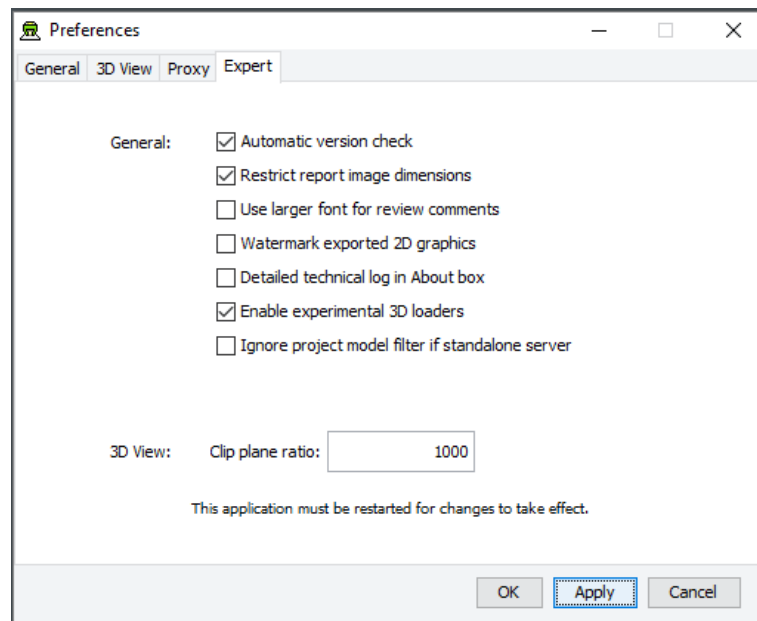 Preferences
General 3D View Proxy Expert
General: Automatic version check
Restrict report image dimensions
Use larger font for review comments
Watermark exported 2D graphics
Detailed technical log in About box
Enable experimental 3D loaders
Ignore project model filter if standalone server
3D View: Clip plane ratio: 1000
This application must be restarted for changes to take effect.
OK Apply Cancel